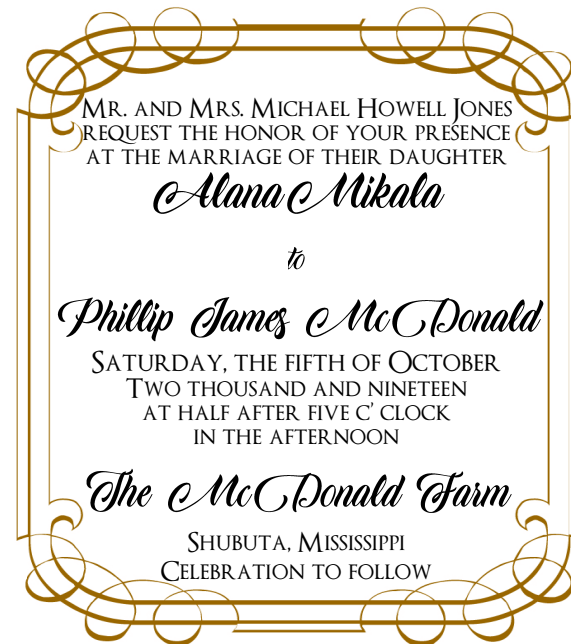 Mr. and Mrs. Michael Howell Jones
request the honor of your presence
at the marriage of their daughter
Alana Mikala
to
Phillip James McDonald
Saturday, the fifth of October
Two thousand and nineteen
at half after five c' clock
in the afternoon
The McDonald Farm
Shubuta, Mississippi
Celebration to follow